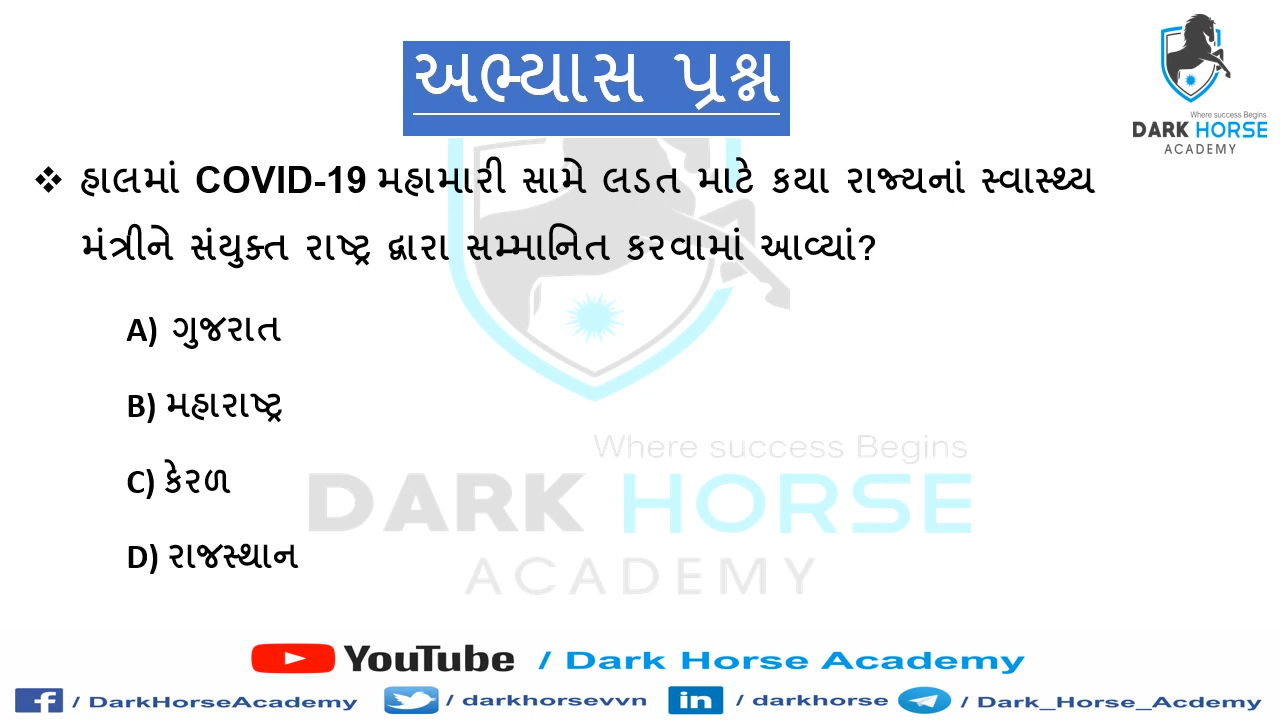 અભ્યાસ પ્રશ્ન
Where success Begins
DARK HORSE
ACADEMY
❖ હાલમાં COVID-19 મહામારી સામે લડત માટે કયા રાજ્યનાં સ્વાસ્થ્ય
મંત્રીને સંયુક્ત રાષ્ટ્ર દ્વારા સમ્માનિત કરવામાં આવ્યાં?
A) ગુજરાત
B) મહારાષ્ટ્ર
Where success Begins
C) કેરળ
DARK HORSE
D) રાજસ્થાન
ACADEMY
YouTube / Dark Horse Academy
/ DarkHorseAcademy / darkhorsevvn in / darkhorse / Dark_Horse_Acdemy